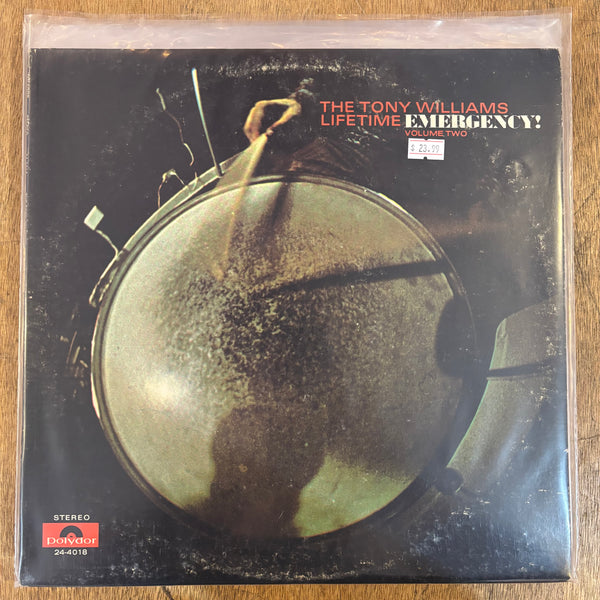 THE TONY WILLIAMS
LIFETIME EMERGENCY!
VOLUME TWO
$ 23.99
STEREO
Polydor
24-4018